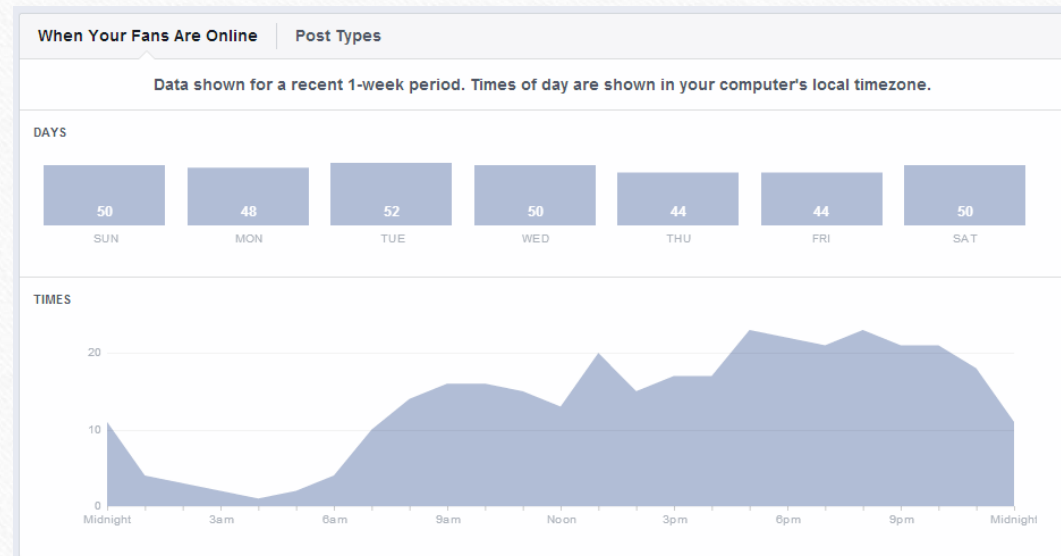 When Your Fans Are Online Post Types
Data shown for a recent 1-week period. Times of day are shown in your computer's local timezone.
DAYS
50 48 52 50 44 44 50
SUN MON TUE WED THU FRI SAT
TIMES
20
10
0
Midnight 3am 6am 9am Noon 3pm 6pm 9pm Midnight